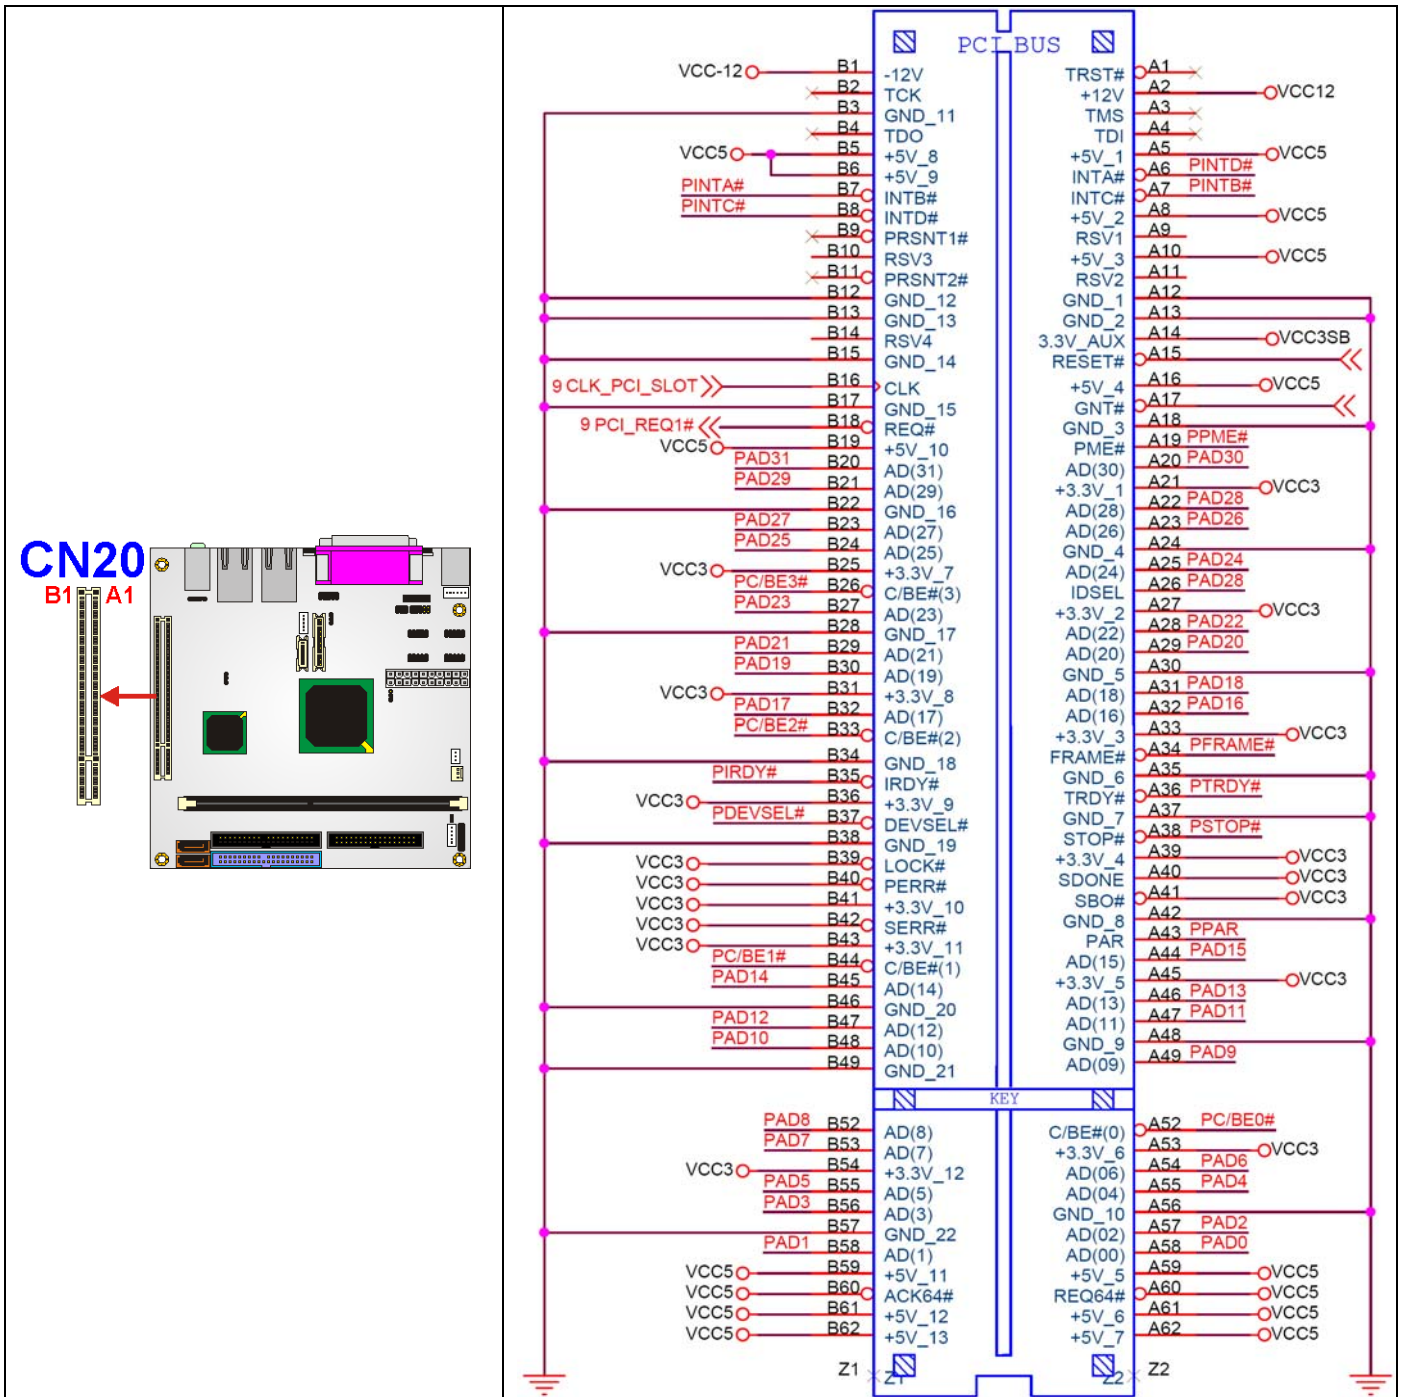 CN20
B1 A1
PCI BUS
VCC-12 B1 -12V TRST# A1
B2 TCK +12V A2 VCC12
B3 GND_11 TMS A3
B4 TDO TDI A4
VCC5 B5 +5V_8 +5V_1 A5 VCC5
B6 +5V_9 INTA# A6 PINTD#
PINTA# B7 INTB# INTC# A7 PINTB#
PINTC# B8 INTD# +5V_2 A8 VCC5
B9 PRSNT1# RSV1 A9
B10 RSV3 +5V_3 A10 VCC5
B11 PRSNT2# RSV2 A11
B12 GND_12 GND_1 A12
B13 GND_13 GND_2 A13
B14 RSV4 3.3V_AUX A14 VCC3SB
B15 GND_14 RESET# A15
9 CLK_PCI_SLOT B16 CLK +5V_4 A16 VCC5
B17 GND_15 GNT# A17
9 PCI_REQ1# B18 REQ# GND_3 A18
VCC5 B19 +5V_10 PME# A19 PPME#
PAD31 B20 AD(31) AD(30) A20 PAD30
PAD29 B21 AD(29) +3.3V_1 A21 VCC3
B22 GND_16 AD(28) A22 PAD28
PAD27 B23 AD(27) AD(26) A23 PAD26
PAD25 B24 AD(25) GND_4 A24
VCC3 B25 +3.3V_7 AD(24) A25 PAD24
PC/BE3# B26 C/BE#(3) IDSEL A26 PAD28
PAD23 B27 AD(23) +3.3V_2 A27 VCC3
B28 GND_17 AD(22) A28 PAD22
PAD21 B29 AD(21) AD(20) A29 PAD20
PAD19 B30 AD(19) GND_5 A30
VCC3 B31 +3.3V_8 AD(18) A31 PAD18
PAD17 B32 AD(17) AD(16) A32 PAD16
PC/BE2# B33 C/BE#(2) +3.3V_3 A33 VCC3
B34 GND_18 FRAME# A34 PFRAME#
PIRDY# B35 IRDY# GND_6 A35
VCC3 B36 +3.3V_9 TRDY# A36 PTRDY#
PDEVSEL# B37 DEVSEL# GND_7 A37
B38 GND_19 STOP# A38 PSTOP#
VCC3 B39 LOCK# +3.3V_4 A39 VCC3
VCC3 B40 PERR# SDONE A40 VCC3
VCC3 B41 +3.3V_10 SBO# A41 VCC3
VCC3 B42 SERR# GND_8 A42
VCC3 B43 +3.3V_11 PAR A43 PPAR
PC/BE1# B44 C/BE#(1) AD(15) A44 PAD15
PAD14 B45 AD(14) +3.3V_5 A45 VCC3
B46 GND_20 AD(13) A46 PAD13
PAD12 B47 AD(12) AD(11) A47 PAD11
PAD10 B48 AD(10) GND_9 A48
B49 GND_21 AD(09) A49 PAD9
KEY
PAD8 B52 AD(8) C/BE#(0) A52 PC/BE0#
PAD7 B53 AD(7) +3.3V_6 A53 VCC3
VCC3 B54 +3.3V_12 AD(06) A54 PAD6
PAD5 B55 AD(5) AD(04) A55 PAD4
PAD3 B56 AD(3) GND_10 A56
B57 GND_22 AD(02) A57 PAD2
PAD1 B58 AD(1) AD(00) A58 PAD0
VCC5 B59 +5V_11 +5V_5 A59 VCC5
VCC5 B60 ACK64# REQ64# A60 VCC5
VCC5 B61 +5V_12 +5V_6 A61 VCC5
VCC5 B62 +5V_13 +5V_7 A62 VCC5
Z1 Z1 Z2 Z2